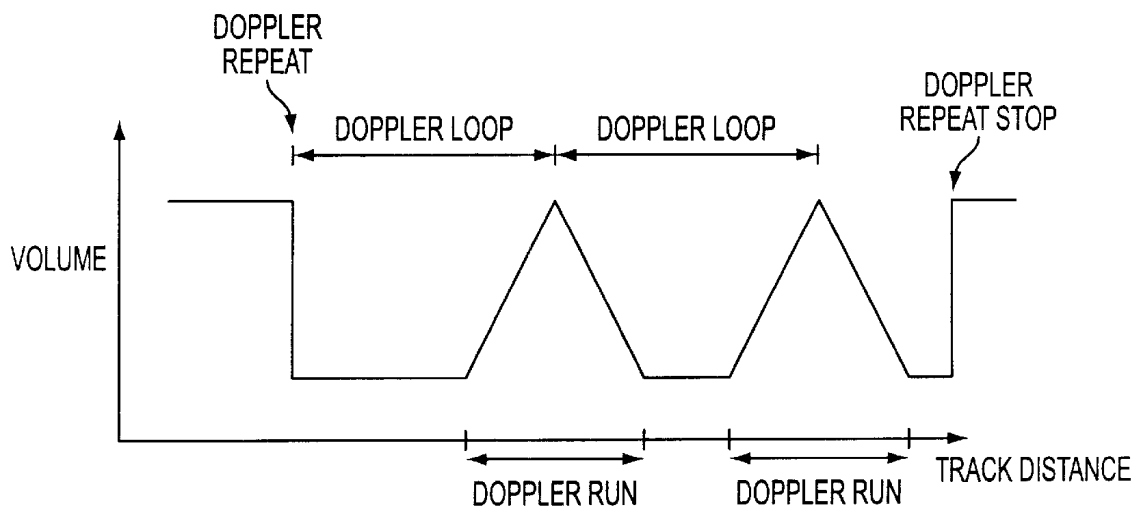 DOPPLER
REPEAT
DOPPLER
REPEAT STOP
DOPPLER LOOP
DOPPLER LOOP
VOLUME
TRACK DISTANCE
DOPPLER RUN
DOPPLER RUN